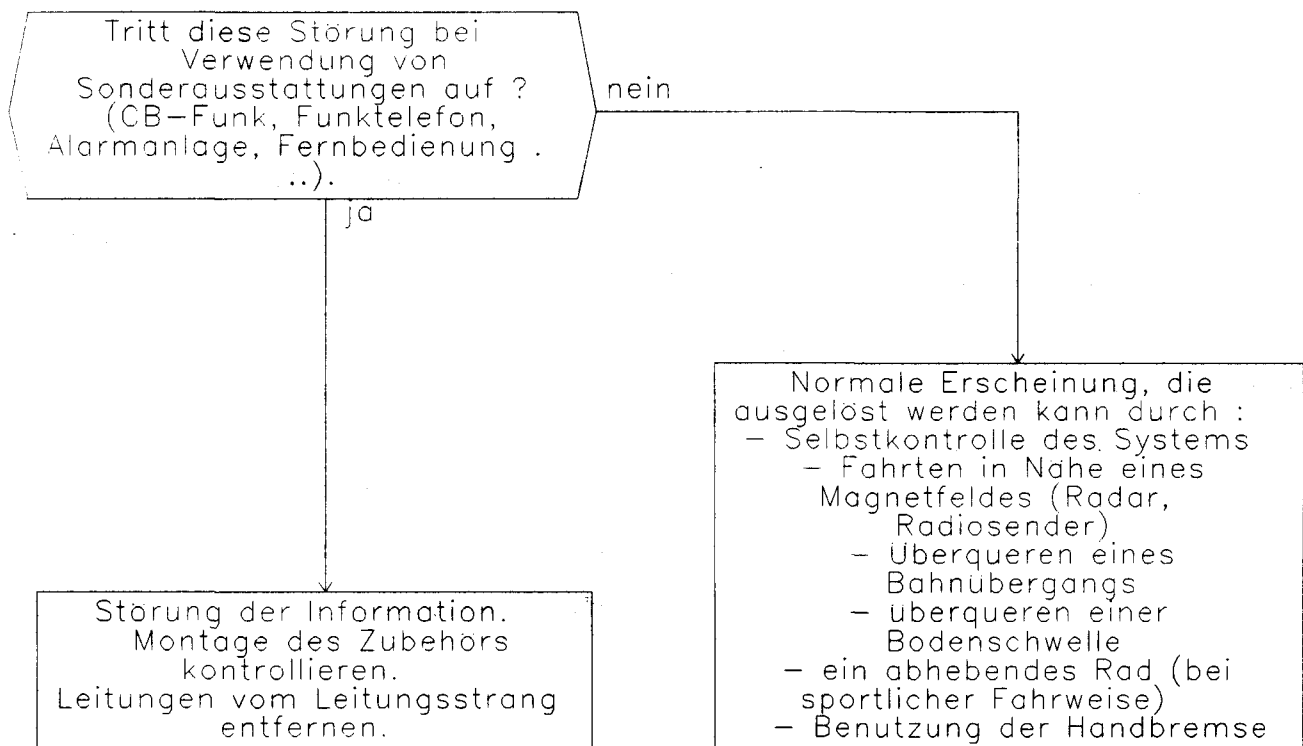 Tritt diese Störung bei
Verwendung von
Sonderausstattungen auf ?
(CB-Funk, Funktelefon,
Alarmanlage, Fernbedienung .
..).
nein
ja
Normale Erscheinung, die
ausgelöst werden kann durch :
- Selbstkontrolle des Systems
- Fahrten in Nähe eines
Magnetfeldes (Radar,
Radiosender)
- Überqueren eines
Bahnübergangs
- überqueren einer
Bodenschwelle
- ein abhebendes Rad (bei
sportlicher Fahrweise)
- Benutzung der Handbremse
Störung der Information.
Montage des Zubehörs
kontrollieren.
Leitungen vom Leitungsstrang
entfernen.